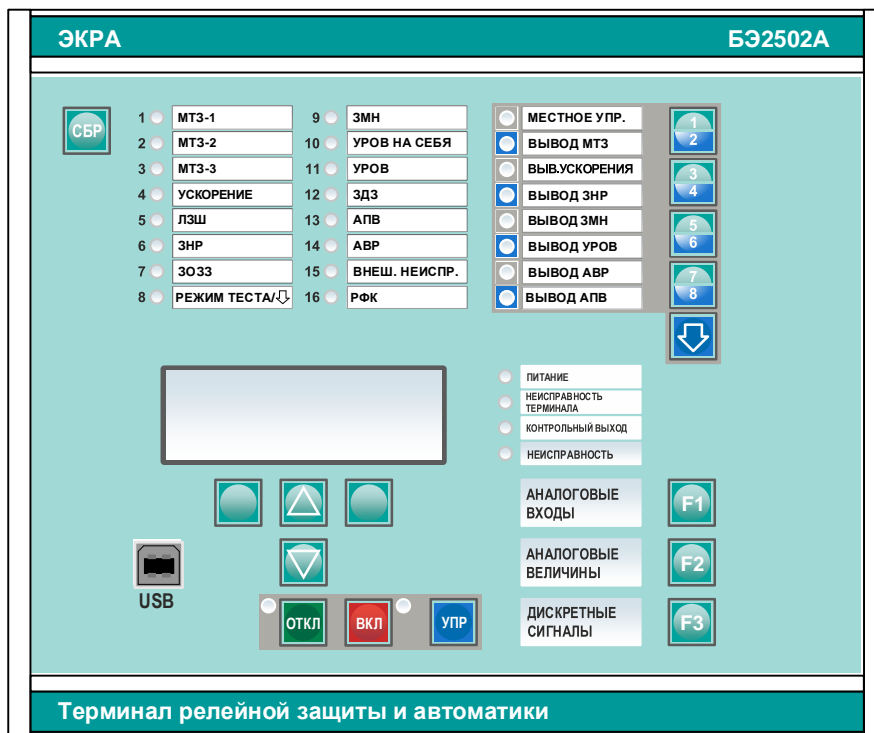 ЭКРА БЭ2502А
СБР
1 МТЗ-1
2 МТЗ-2
3 МТЗ-3
4 УСКОРЕНИЕ
5 ЛЗШ
6 ЗНР
7 ЗОЗЗ
8 РЕЖИМ ТЕСТА/
9 ЗМН
10 УРОВ НА СЕБЯ
11 УРОВ
12 ЗДЗ
13 АПВ
14 АВР
15 ВНЕШ. НЕИСПР.
16 РФК
МЕСТНОЕ УПР.
ВЫВОД МТЗ
ВЫВ.УСКОРЕНИЯ
ВЫВОД ЗНР
ВЫВОД ЗМН
ВЫВОД УРОВ
ВЫВОД АВР
ВЫВОД АПВ
1
2
3
4
5
6
7
8
ПИТАНИЕ
НЕИСПРАВНОСТЬ
ТЕРМИНАЛА
КОНТРОЛЬНЫЙ ВЫХОД
НЕИСПРАВНОСТЬ
АНАЛОГОВЫЕ
ВХОДЫ
F1
АНАЛОГОВЫЕ
ВЕЛИЧИНЫ
F2
ДИСКРЕТНЫЕ
СИГНАЛЫ
F3
USB
ОТКЛ ВКЛ УПР
Терминал релейной защиты и автоматики